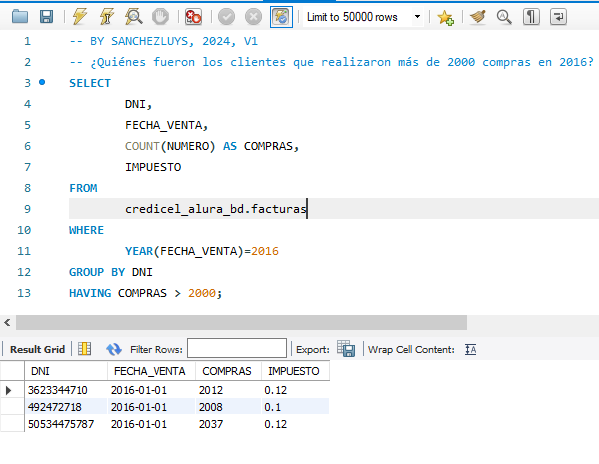 Limit to 50000 rows
1 -- BY SANCHEZLUYS, 2024, V1
2 -- ¿Quiénes fueron los clientes que realizaron más de 2000 compras en 2016?
3 SELECT
4 DNI,
5 FECHA_VENTA,
6 COUNT(NUMERO) AS COMPRAS,
7 IMPUESTO
8 FROM
9 credicel_alura_bd.facturas
10 WHERE
11 YEAR(FECHA_VENTA)=2016
12 GROUP BY DNI
13 HAVING COMPRAS > 2000;
Result Grid Filter Rows: Export: Wrap Cell Content: IA
DNI FECHA_VENTA COMPRAS IMPUESTO
3623344710 2016-01-01 2012 0.12
492472718 2016-01-01 2008 0.1
50534475787 2016-01-01 2037 0.12